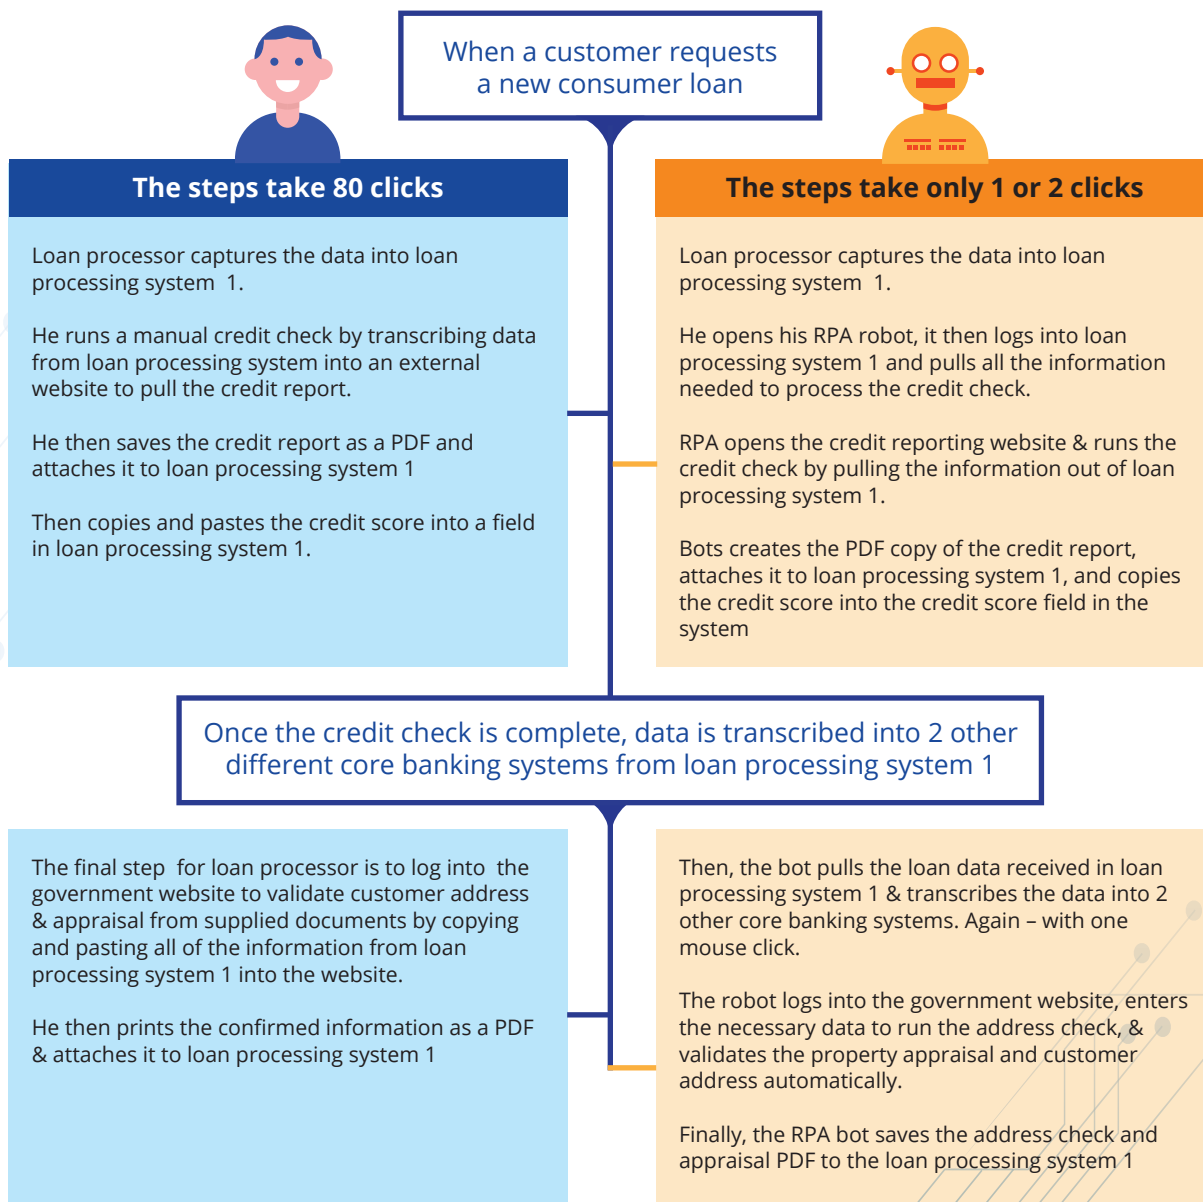 When a customer requests
a new consumer loan
The steps take 80 clicks
Loan processor captures the data into loan
processing system 1.
He runs a manual credit check by transcribing data
from loan processing system into an external
website to pull the credit report.
He then saves the credit report as a PDF and
attaches it to loan processing system 1
Then copies and pastes the credit score into a field
in loan processing system 1.
The steps take only 1 or 2 clicks
Loan processor captures the data into loan
processing system 1.
He opens his RPA robot, it then logs into loan
processing system 1 and pulls all the information
needed to process the credit check.
RPA opens the credit reporting website & runs the
credit check by pulling the information out of loan
processing system 1.
Bots creates the PDF copy of the credit report,
attaches it to loan processing system 1, and copies
the credit score into the credit score field in the
system
Once the credit check is complete, data is transcribed into 2 other
different core banking systems from loan processing system 1
The final step for loan processor is to log into the
government website to validate customer address
& appraisal from supplied documents by copying
and pasting all of the information from loan
processing system 1 into the website.
He then prints the confirmed information as a PDF
& attaches it to loan processing system 1
Then, the bot pulls the loan data received in loan
processing system 1 & transcribes the data into 2
other core banking systems. Again – with one
mouse click.
The robot logs into the government website, enters
the necessary data to run the address check, &
validates the property appraisal and customer
address automatically.
Finally, the RPA bot saves the address check and
appraisal PDF to the loan processing system 1